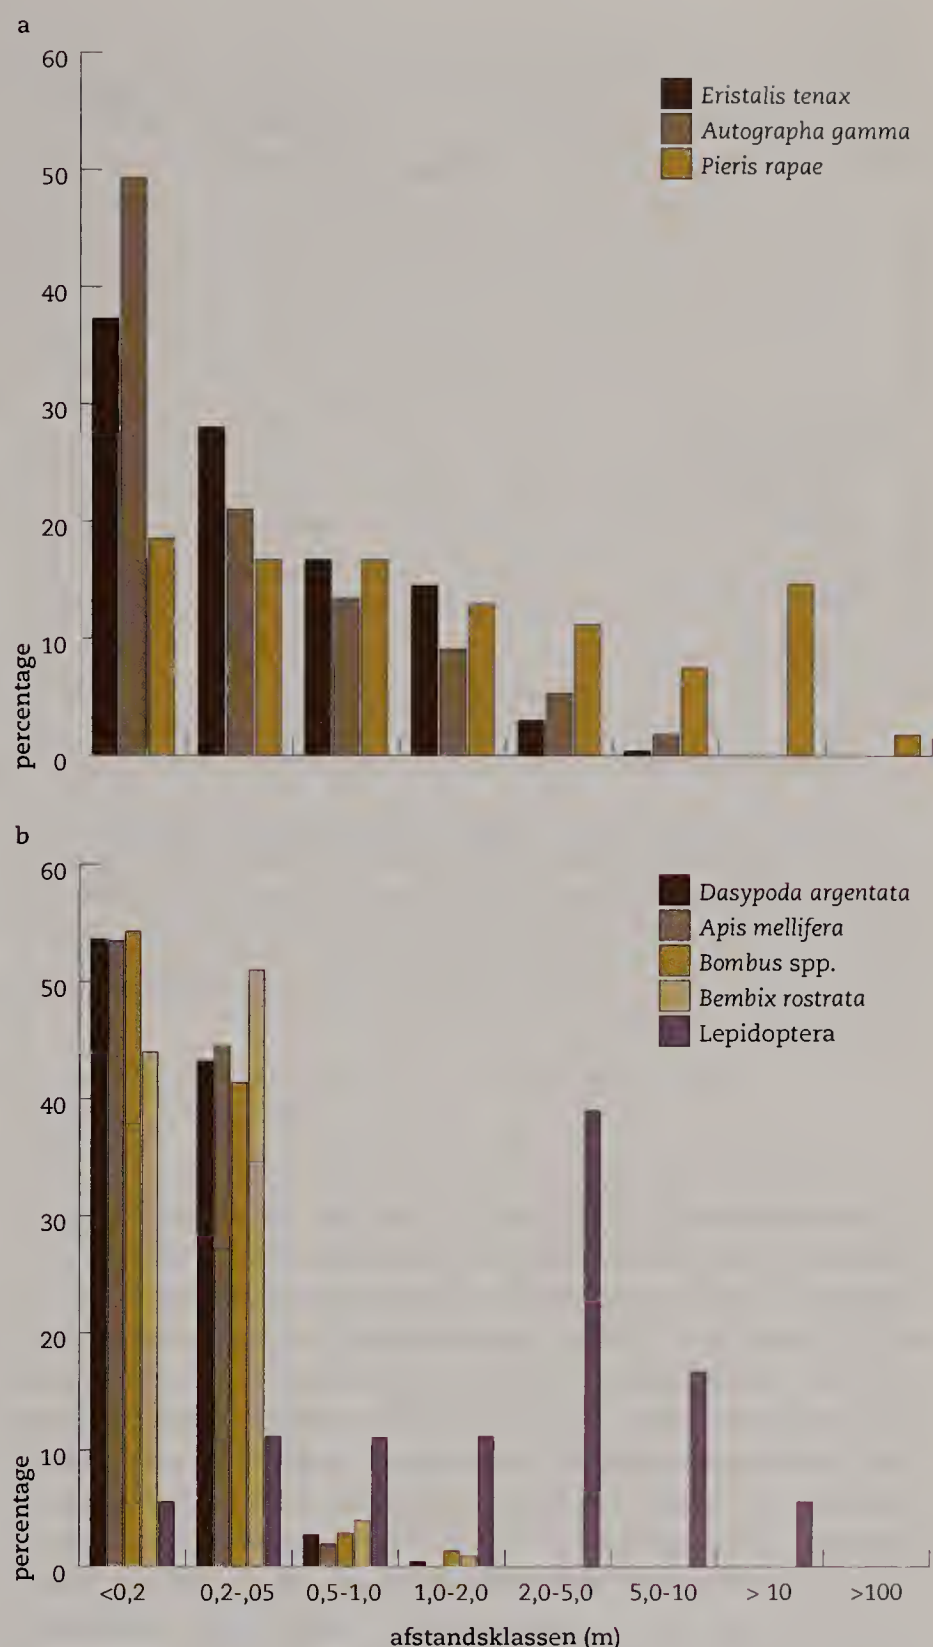 a
60
50
40
30
20
10
0
percentage
Eristalis tenax
Autographa gamma
Pieris rapae
b
60
50
40
30
20
10
0
percentage
Dasypoda argentata
Apis mellifera
Bombus spp.
Bembix rostrata
Lepidoptera
<0,2 0,2-,05 0,5-1,0 1,0-2,0 2,0-5,0 5,0-10 > 10 >100
afstandsklassen (m)